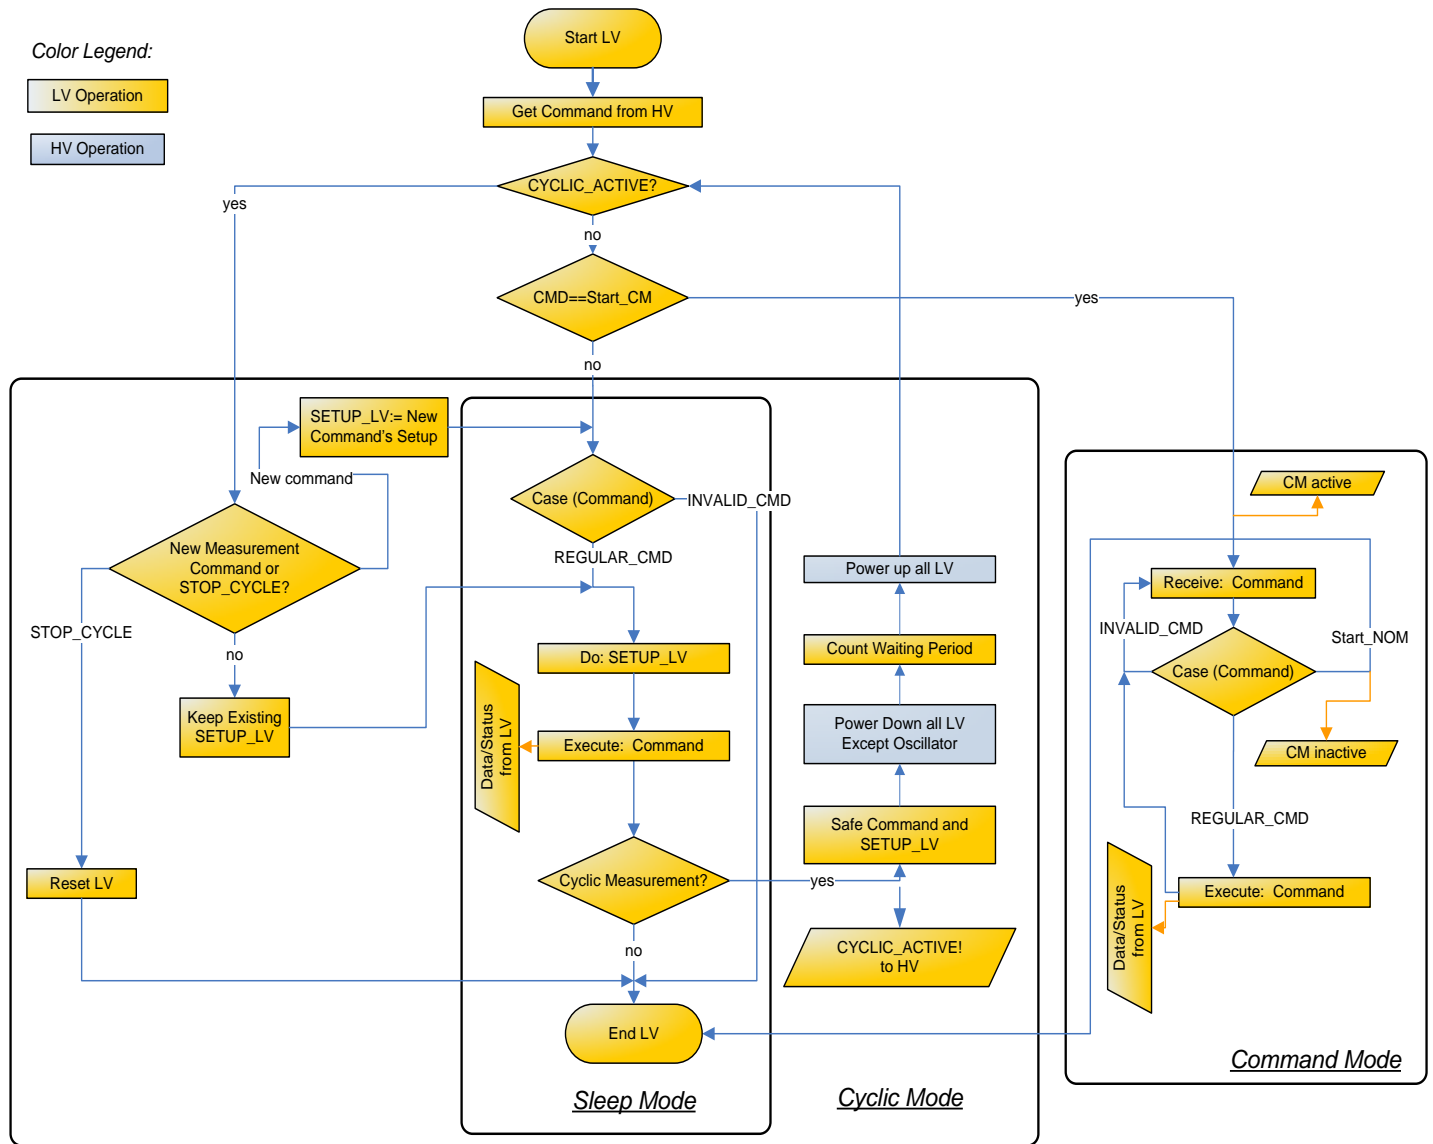 Start LV
Color Legend:
LV Operation
Get Command from HV
HV Operation
CYCLIC_ACTIVE?
yes
no
CMD==Start_CM
yes
no
SETUP_LV:= New
Command's Setup
New command
Case (Command)
INVALID_CMD
REGULAR_CMD
New Measurement
Command or
STOP_CYCLE?
STOP_CYCLE
no
Keep Existing
SETUP_LV
Do: SETUP_LV
Execute: Command
Data/Status
from LV
Cyclic Measurement?
yes
no
Reset LV
End LV
Sleep Mode
Power up all LV
Count Waiting Period
Power Down all LV
Except Oscillator
Safe Command and
SETUP_LV
CYCLIC_ACTIVE!
to HV
Cyclic Mode
CM active
Receive: Command
INVALID_CMD
Start_NOM
Case (Command)
CM inactive
REGULAR_CMD
Execute: Command
Data/Status
from LV
Command Mode